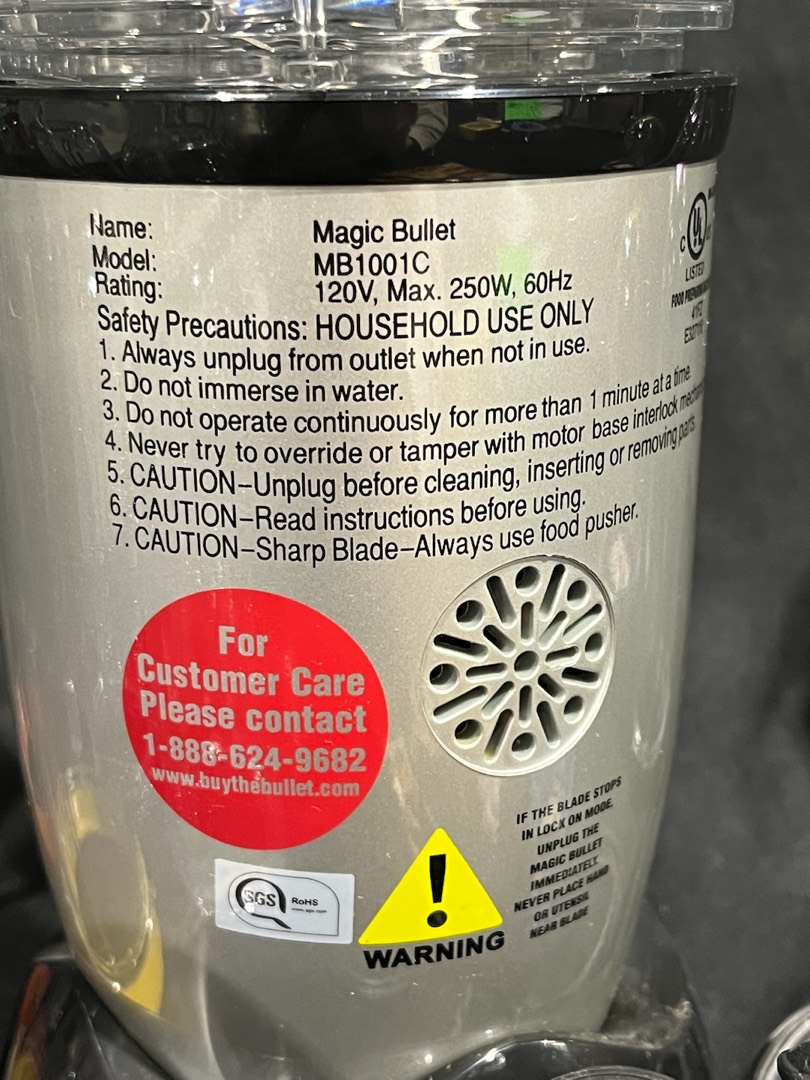 Name: Magic Bullet
Model: MB1001C
Rating: 120V, Max. 250W, 60Hz
Safety Precautions: HOUSEHOLD USE ONLY
1. Always unplug from outlet when not in use.
2. Do not immerse in water.
3. Do not operate continuously for more than 1 minute at a time.
4. Never try to override or tamper with motor base interlock
5. CAUTION–Unplug before cleaning, inserting or removing parts
6. CAUTION–Read instructions before using.
7. CAUTION–Sharp Blade–Always use food pusher.
C UL
LISTED
FOOD
For
Customer Care
Please contact
1-888-624-9682
www.buythebullet.com
SGS RoHS
!
WARNING
IF THE BLADE STOPS
IN LOCK ON MODE,
UNPLUG THE
MAGIC BULLET
IMMEDIATELY.
NEVER PLACE HAND
OR UTENSIL
NEAR BLADE